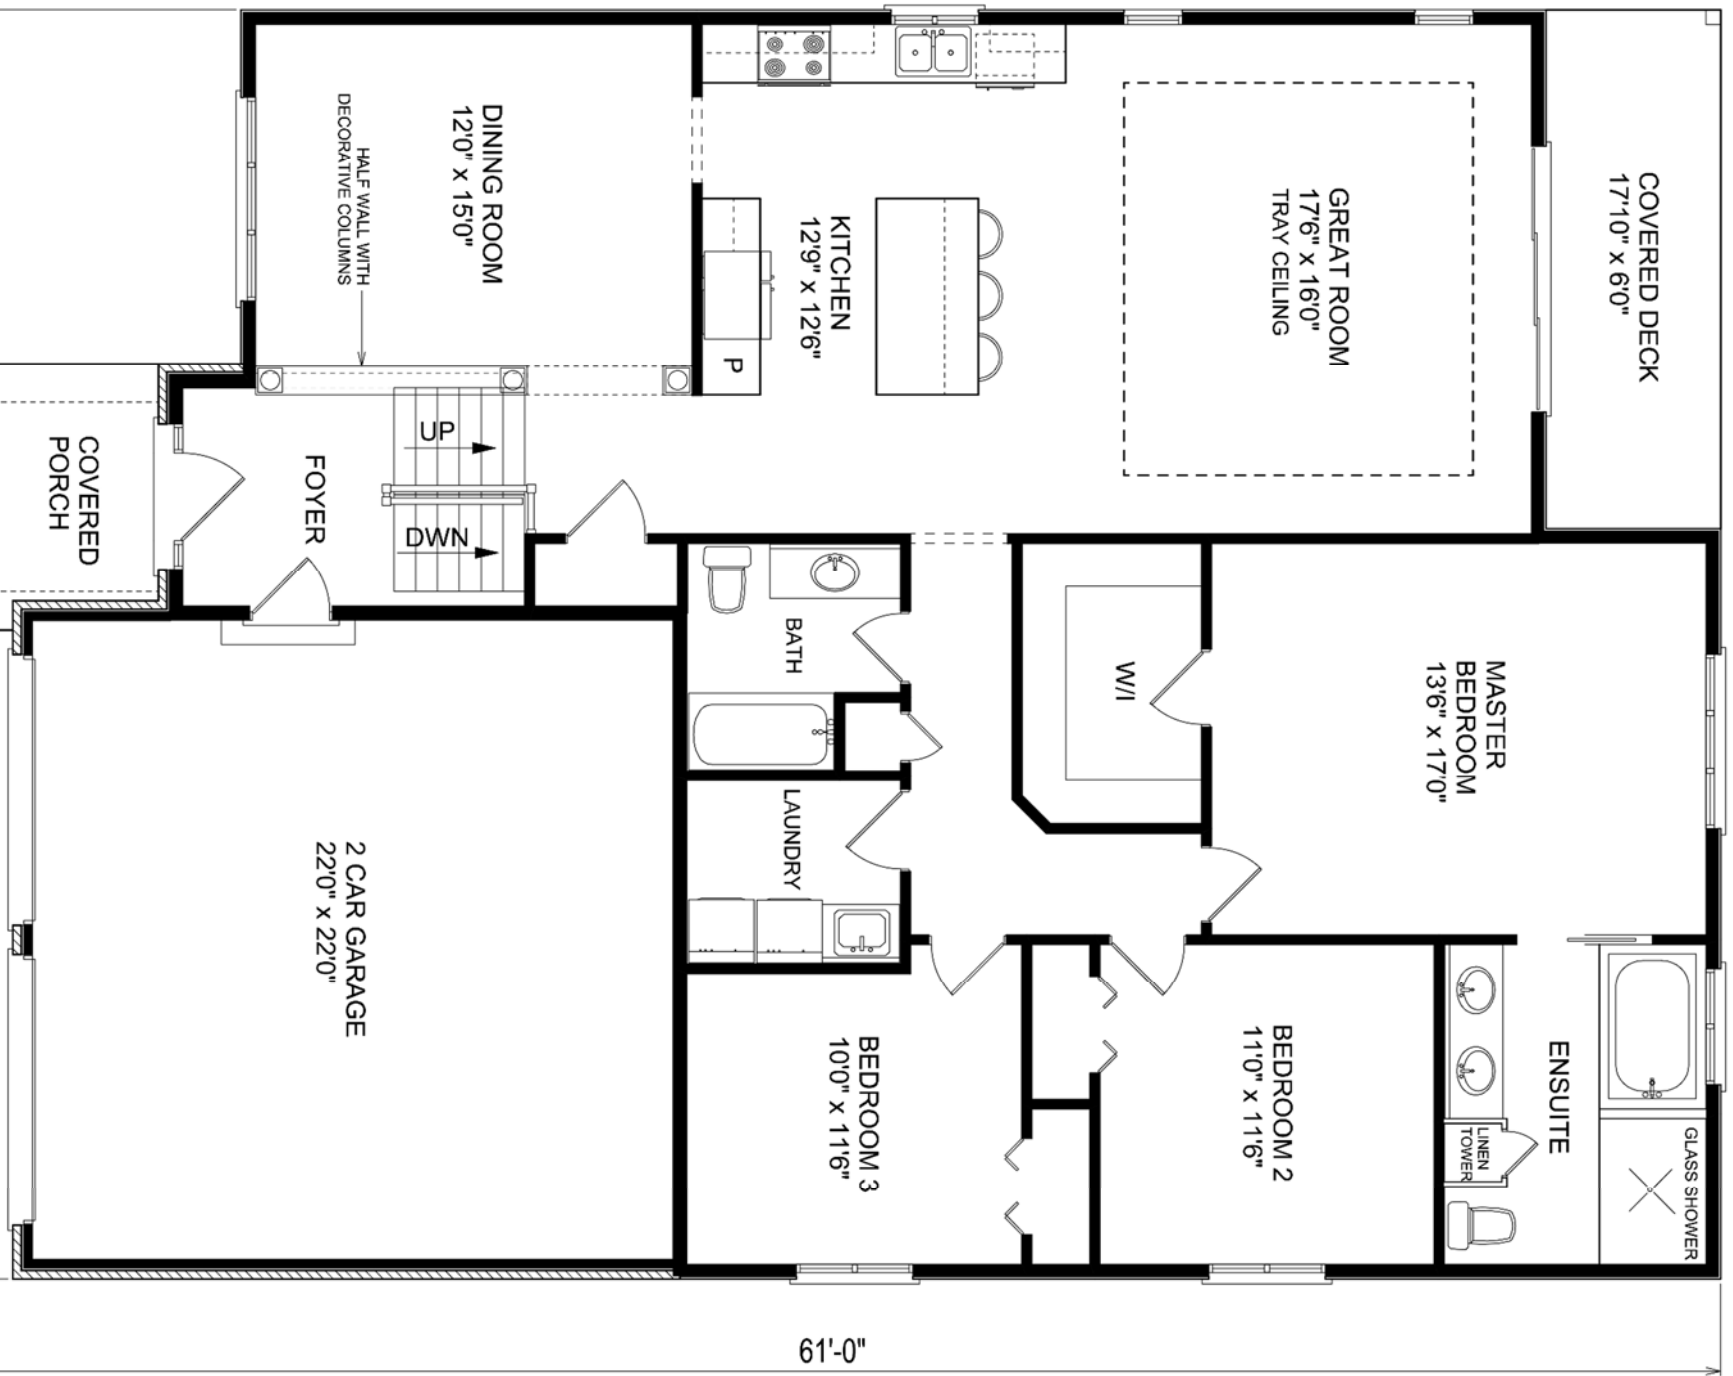 COVERED DECK
17'10" x 6'0"
GREAT ROOM
17'6" x 16'0"
TRAY CEILING
KITCHEN
12'9" x 12'6"
P
DINING ROOM
12'0" x 15'0"
HALF WALL WITH
DECORATIVE COLUMNS
UP
DWN
FOYER
COVERED
PORCH
MASTER
BEDROOM
13'6" x 17'0"
W/I
BATH
LAUNDRY
2 CAR GARAGE
22'0" x 22'0"
GLASS SHOWER
ENSUITE
LINEN
TOWER
BEDROOM 2
11'0" x 11'6"
BEDROOM 3
10'0" x 11'6"
61'-0"